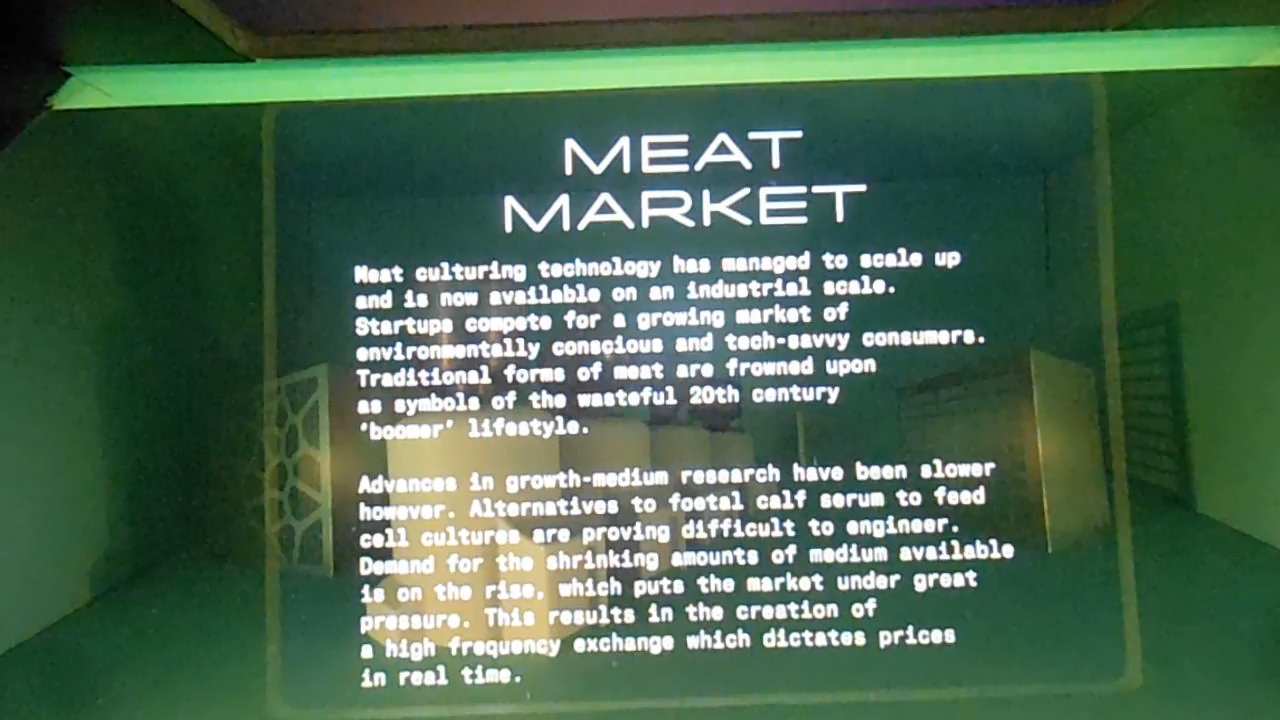 MEAT
MARKET
Meat culturing technology has managed to scale up
and is now available on an industrial scale.
Startups compete for a growing market of
environmentally conscious and tech-savvy consumers.
Traditional forms of meat are frowned upon
as symbols of the wasteful 20th century
'boomer' lifestyle.
Advances in growth-medium research have been slower
however. Alternatives to foetal calf serum to feed
cell cultures are proving difficult to engineer.
Demand for the shrinking amounts of medium available
is on the rise, which puts the market under great
pressure. This results in the creation of
a high frequency exchange which dictates prices
in real time.